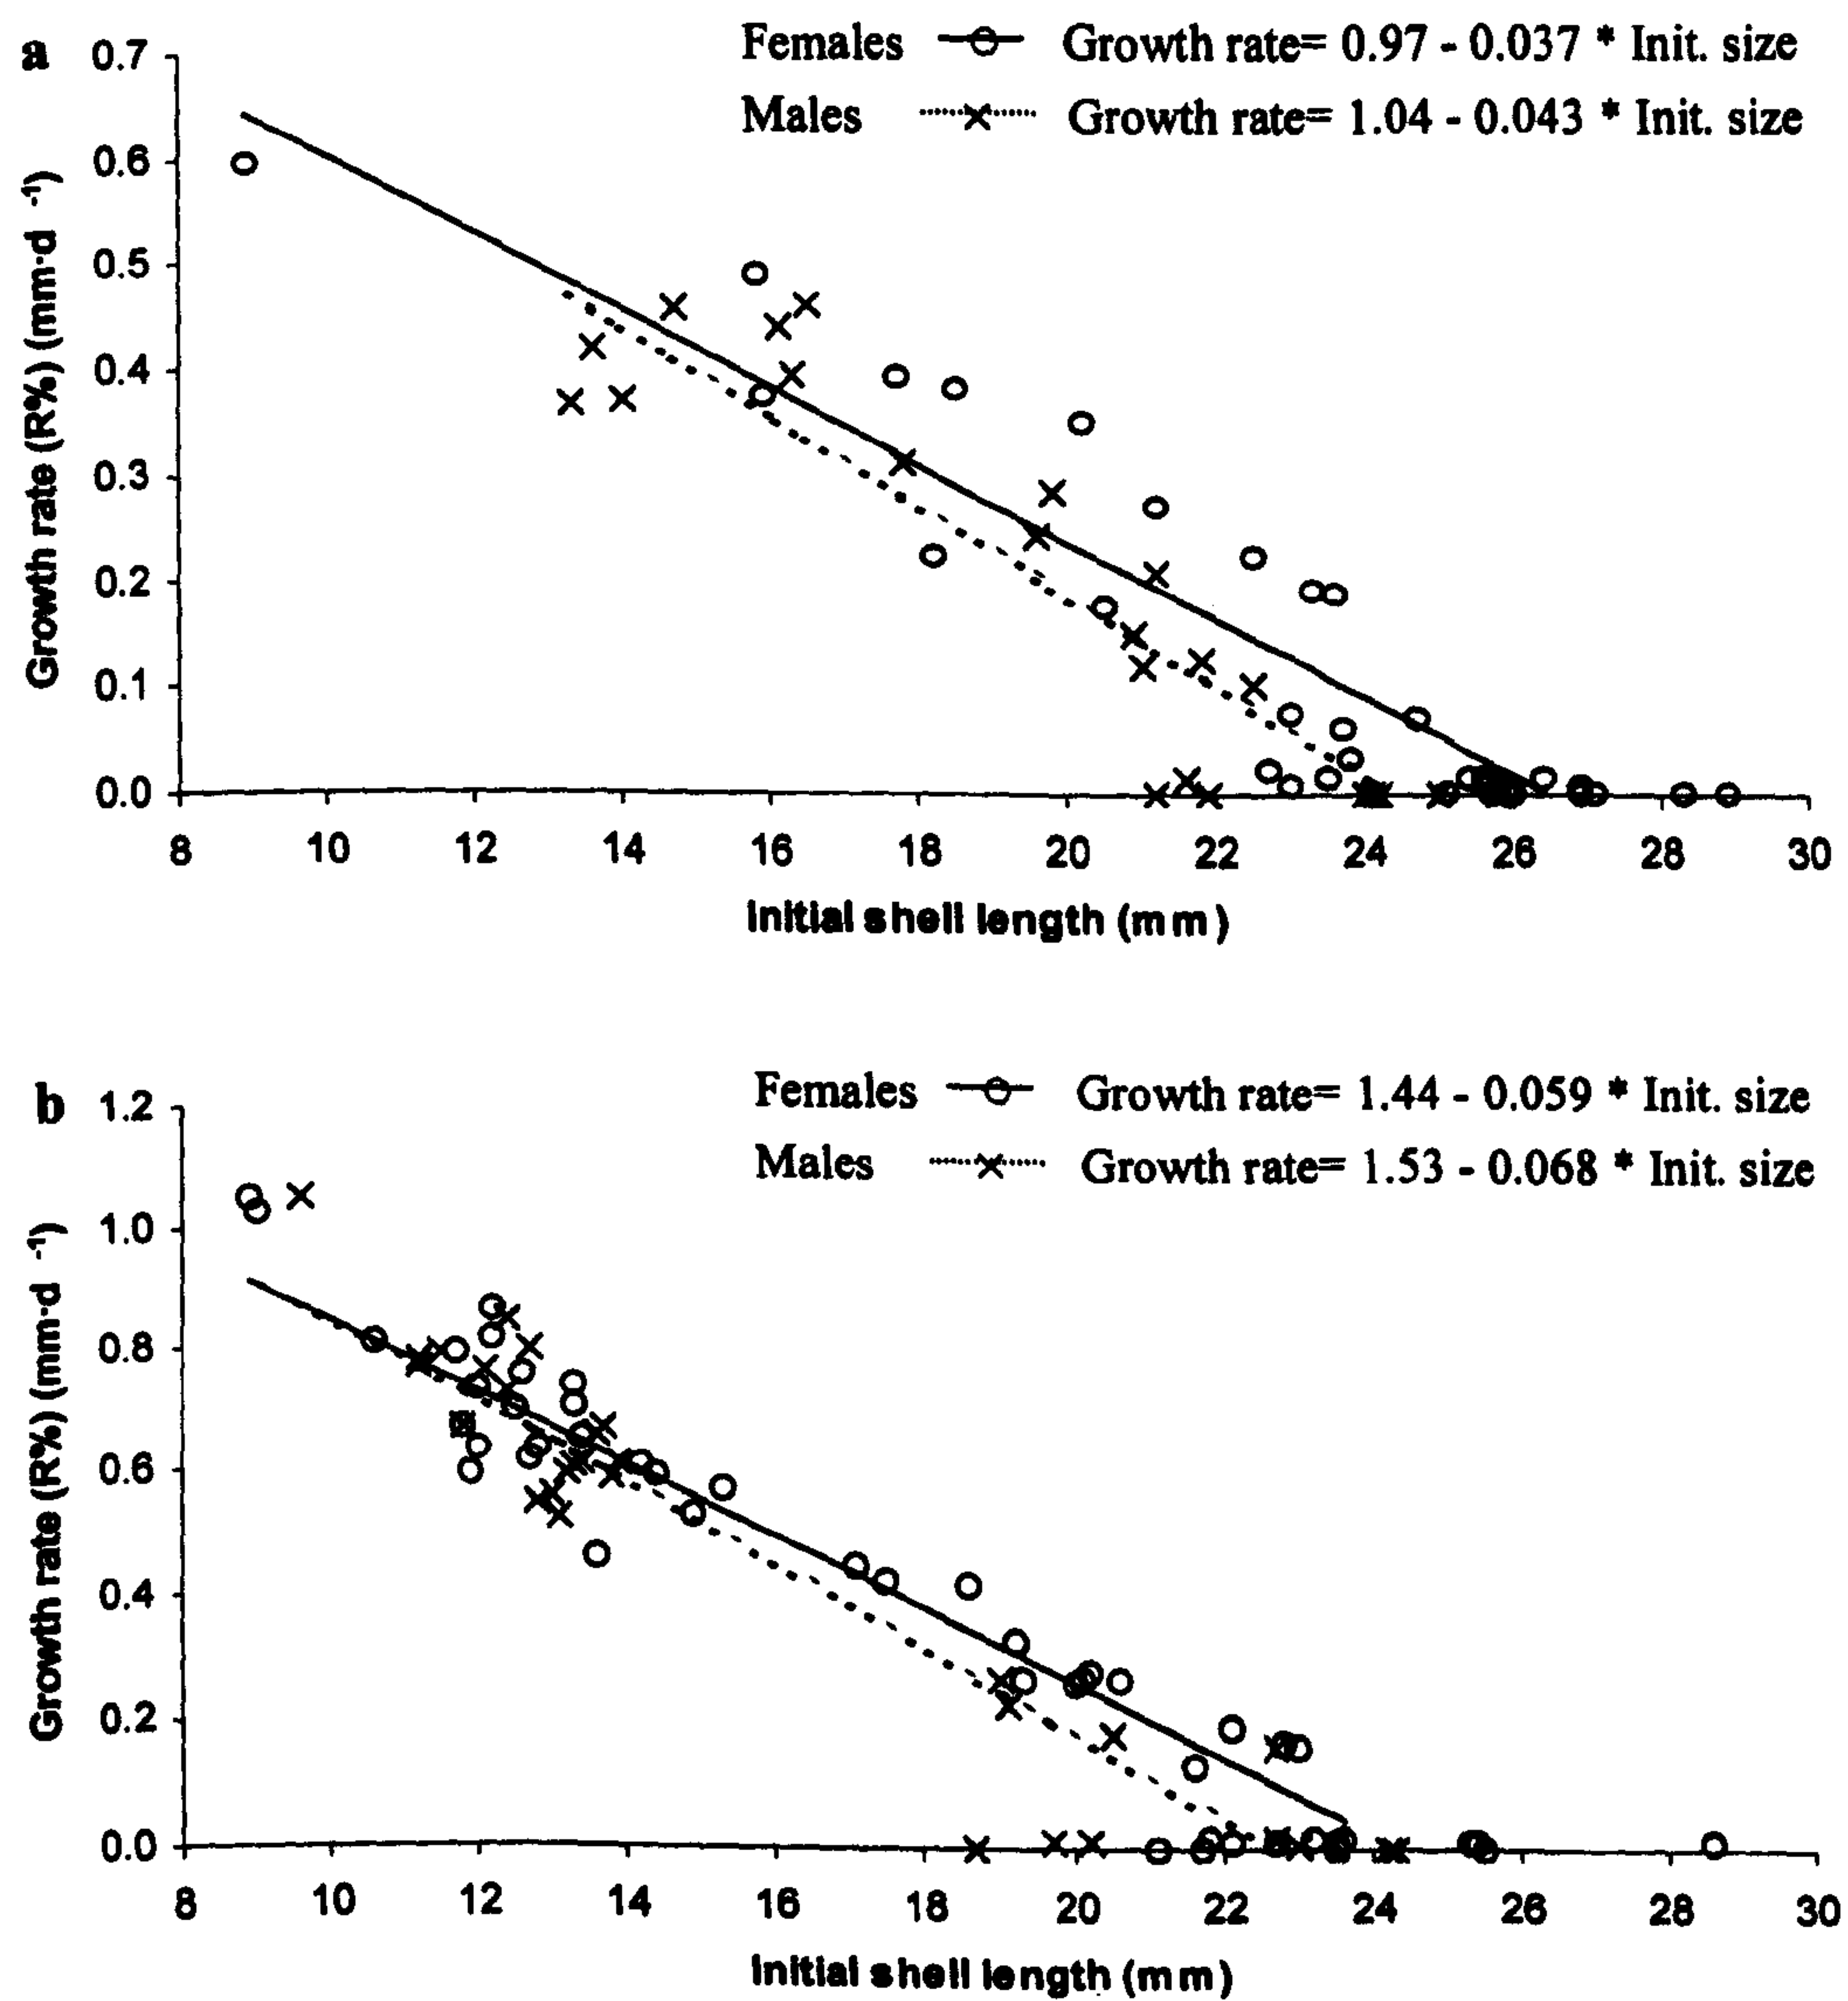 a
Females Growth rate= 0.97 - 0.037 * Init. size
Males Growth rate= 1.04 - 0.043 * Init. size
Growth rate (R%) (mm·d -1)
0.7
0.6
0.5
0.4
0.3
0.2
0.1
0.0
8 10 12 14 16 18 20 22 24 26 28 30
Initial shell length (mm)
b
Females Growth rate= 1.44 - 0.059 * Init. size
Males Growth rate= 1.53 - 0.068 * Init. size
Growth rate (R%) (mm·d -1)
1.2
1.0
0.8
0.6
0.4
0.2
0.0
8 10 12 14 16 18 20 22 24 26 28 30
Initial shell length (mm)